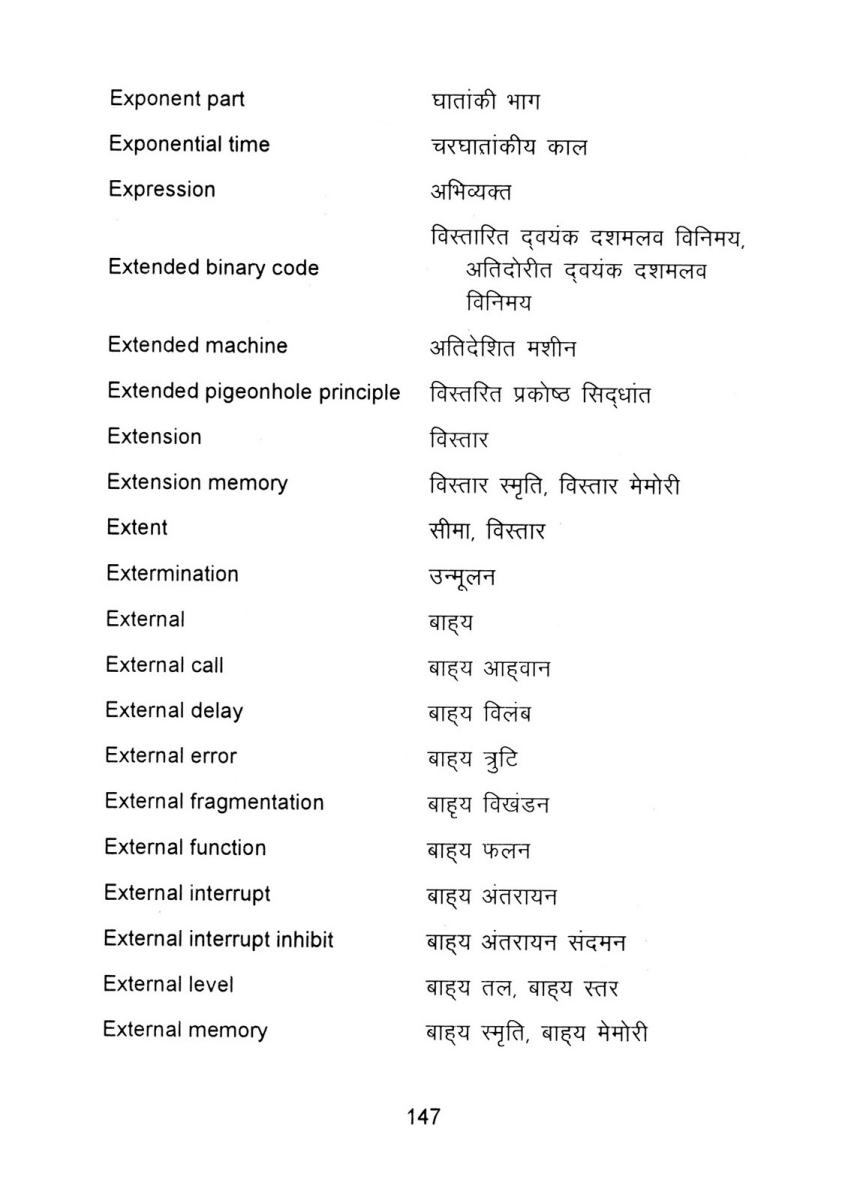 Exponent part घातांकी भाग
Exponential time चरघातांकीय काल
Expression अभिव्यक्त
विस्तारित द्वयंक दशमलव विनिमय,
Extended binary code अतिदोरीत द्वयंक दशमलव
विनिमय
Extended machine अतिदेशित मशीन
Extended pigeonhole principle विस्तरित प्रकोष्ठ सिद्धांत
Extension विस्तार
Extension memory विस्तार स्मृति, विस्तार मेमोरी
Extent सीमा, विस्तार
Extermination उन्मूलन
External बाह्य
External call बाह्य आह्वान
External delay बाह्य विलंब
External error बाह्य त्रुटि
External fragmentation बाहृय विखंडन
External function बाह्य फलन
External interrupt बाह्य अंतरायन
External interrupt inhibit बाह्य अंतरायन संदमन
External level बाह्य तल, बाह्य स्तर
External memory बाह्य स्मृति, बाह्य मेमोरी
147